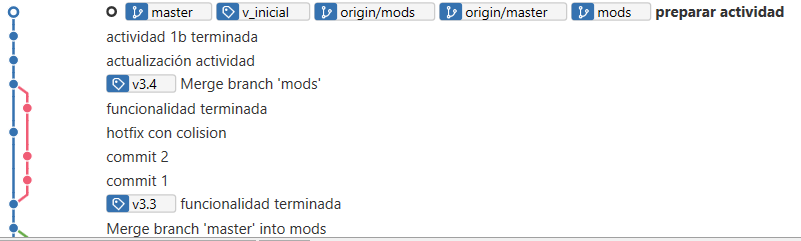 master v_inicial origin/mods origin/master mods preparar actividad
actividad 1b terminada
actualización actividad
v3.4 Merge branch 'mods'
funcionalidad terminada
hotfix con colision
commit 2
commit 1
v3.3 funcionalidad terminada
Merge branch 'master' into mods